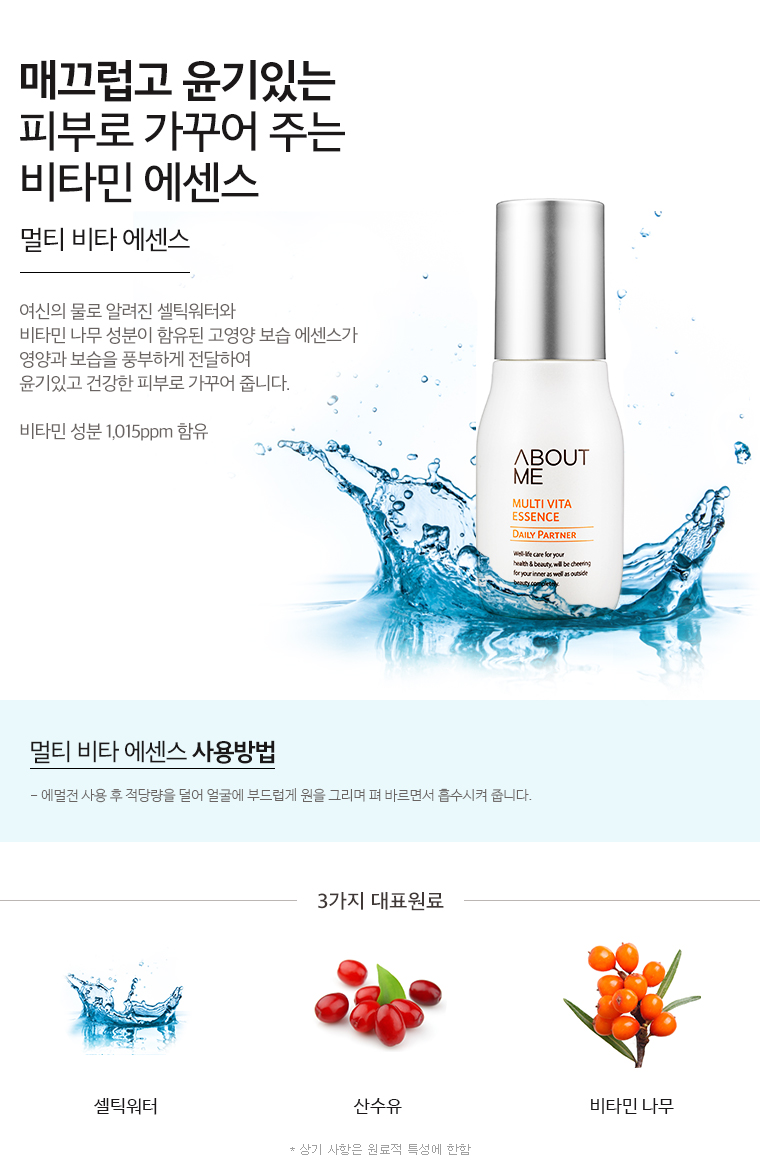 매끄럽고 윤기있는
피부로 가꾸어 주는
비타민 에센스
멀티 비타 에센스
여신의 물로 알려진 셀틱워터와
비타민 나무 성분이 함유된 고영양 보습 에센스가
영양과 보습을 풍부하게 전달하여
윤기있고 건강한 피부로 가꾸어 줍니다.
비타민 성분 1,015ppm 함유
ABOUT
ME
MULTI VITA
ESSENCE
DAILY PARTNER
Well-life care for your
health & beauty, will be cheering
for your inner as well as outside
beauty completely.
멀티 비타 에센스 사용방법
- 에멀전 사용 후 적당량을 덜어 얼굴에 부드럽게 원을 그리며 펴 바르면서 흡수시켜 줍니다.
3가지 대표원료
셀틱워터
산수유
비타민 나무
* 상기 사항은 원료적 특성에 한함